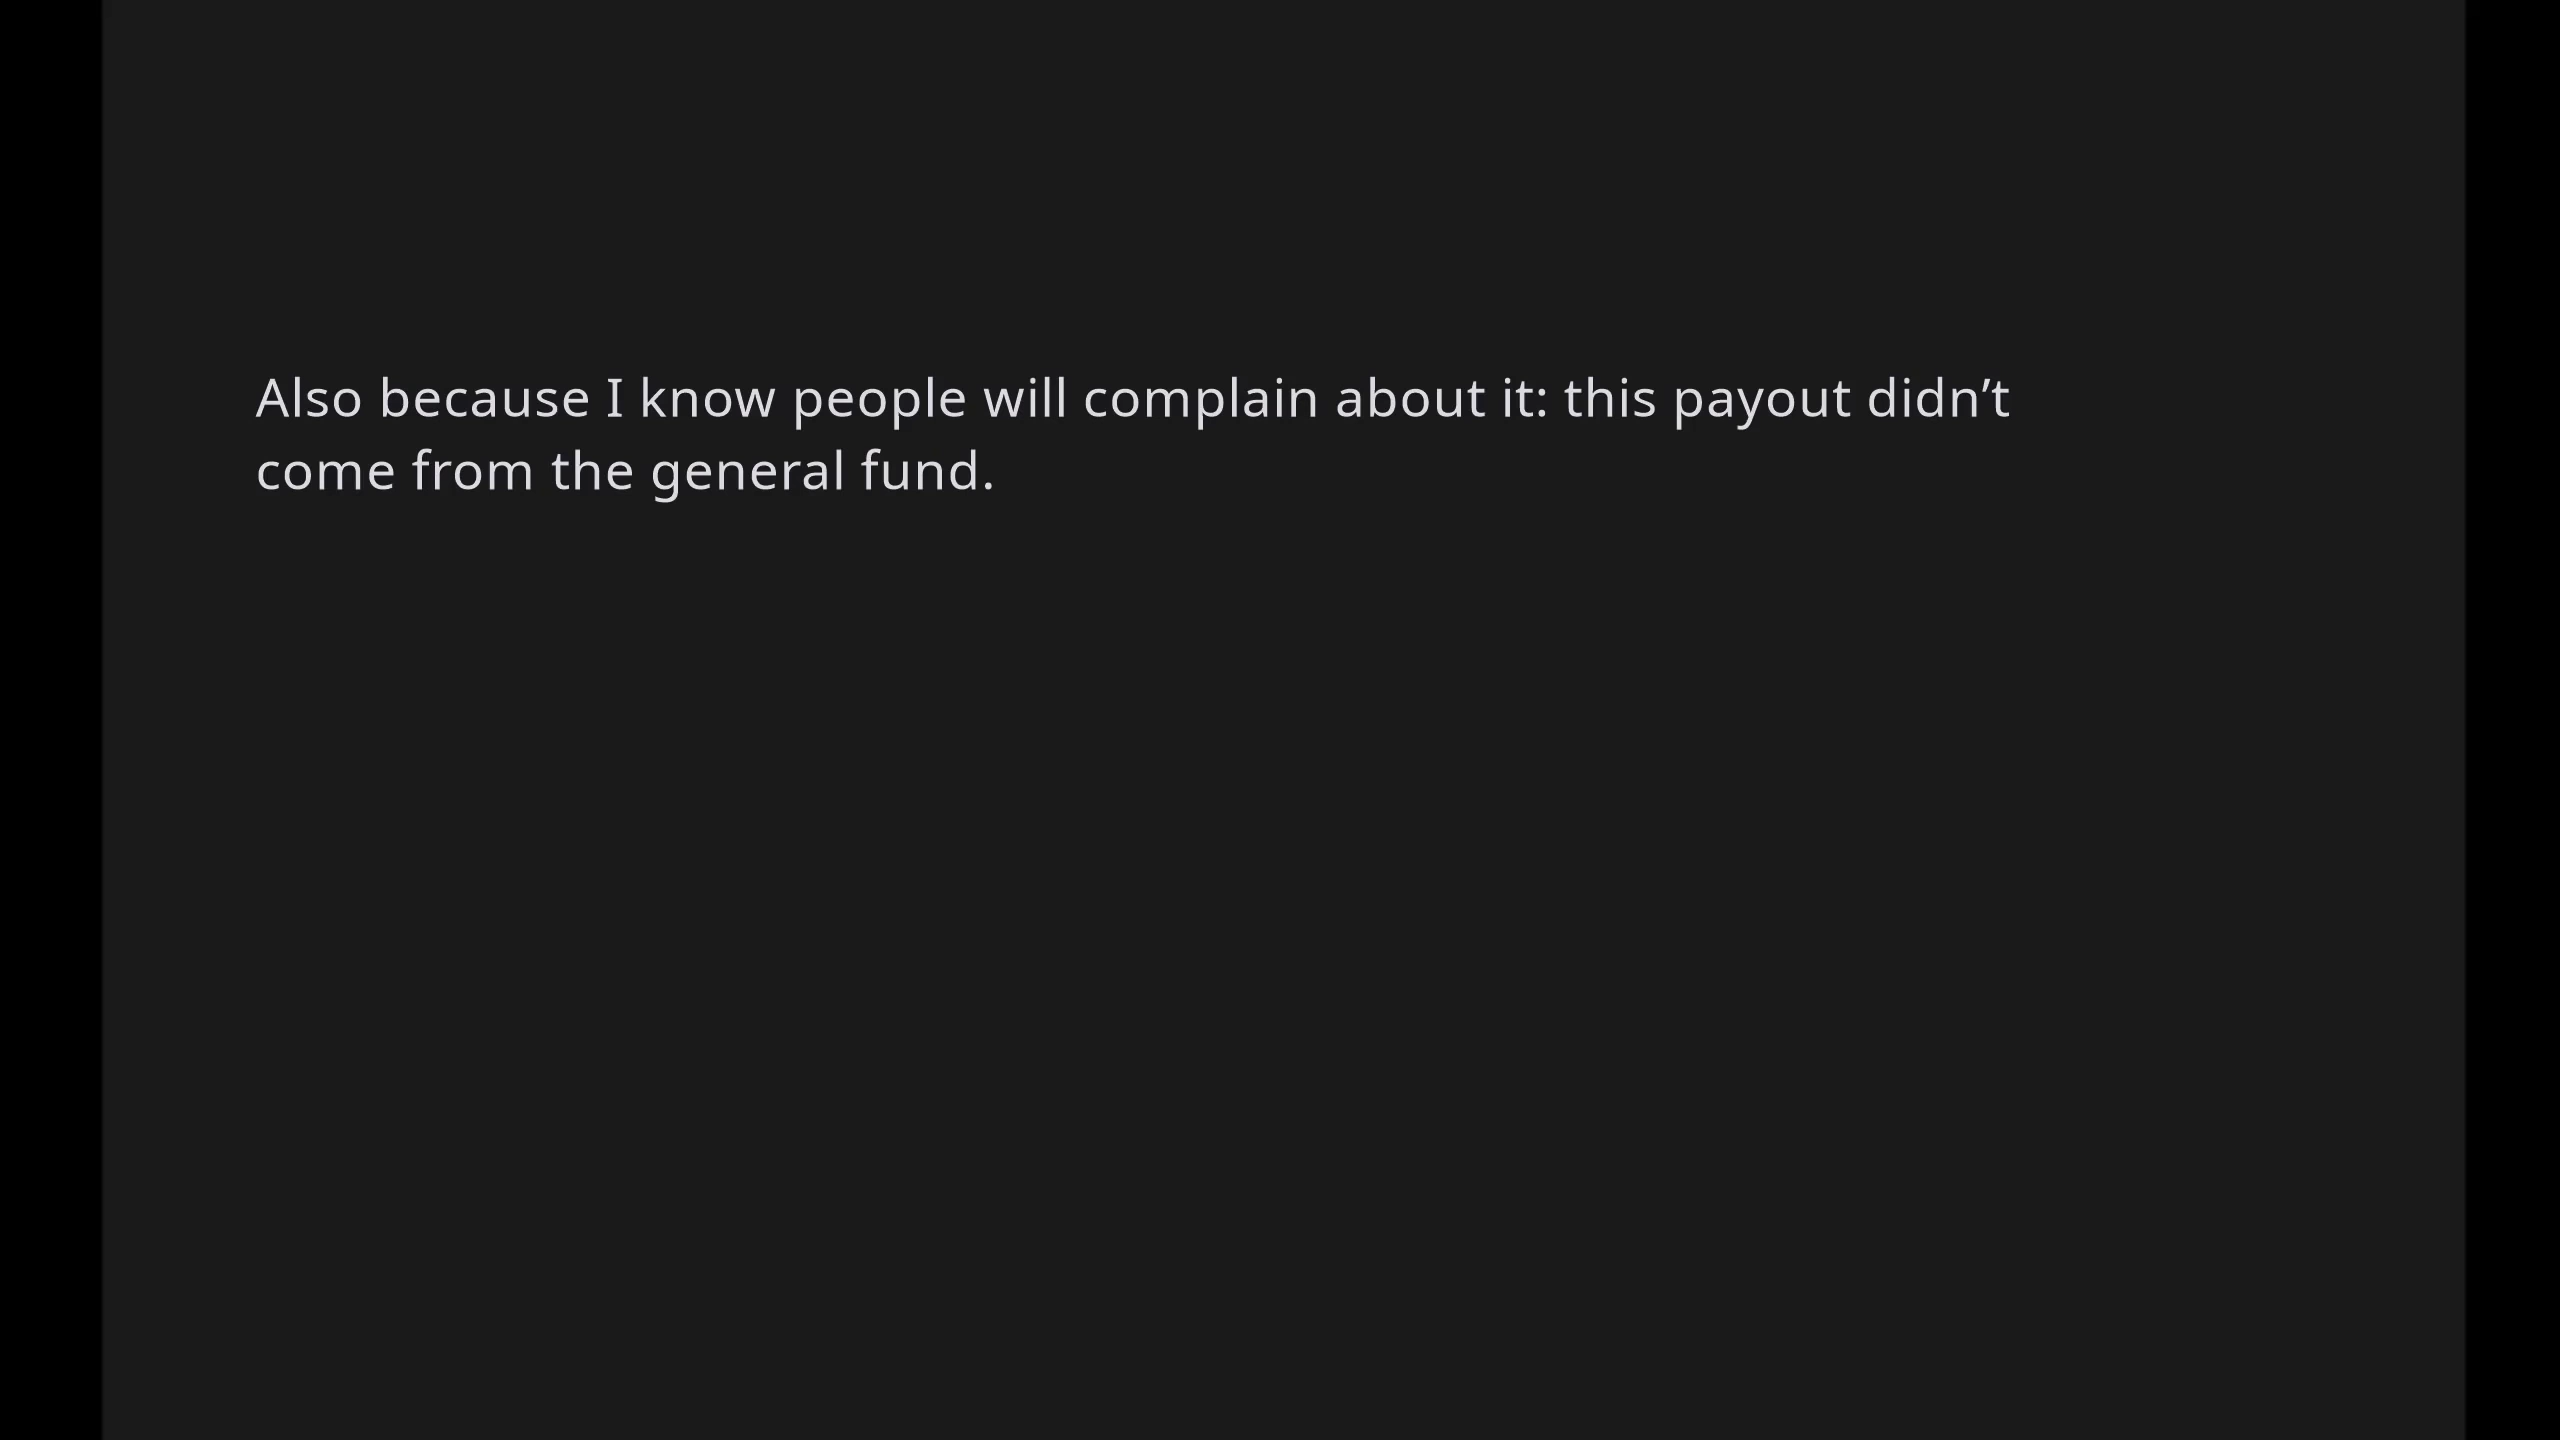 Also because I know people will complain about it: this payout didn’t
come from the general fund.